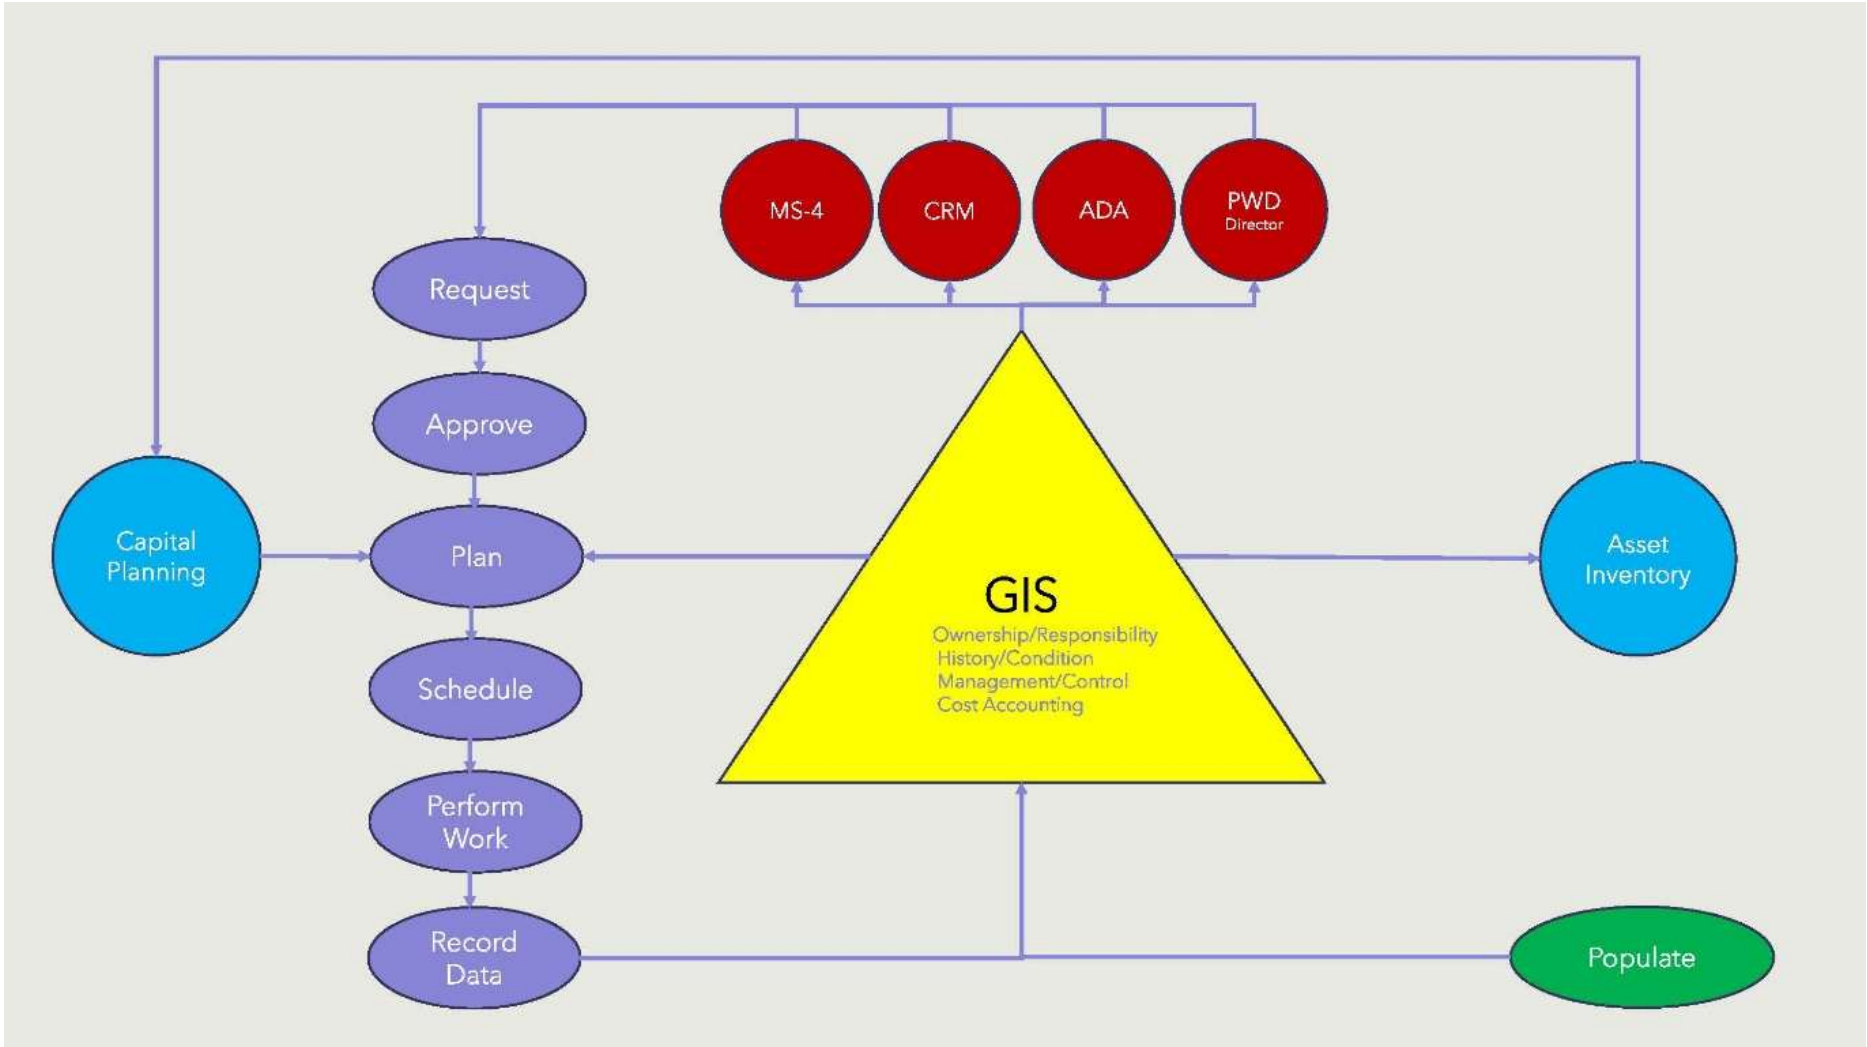 MS-4
CRM
ADA
PWD
Director
Request
Approve
Capital
Planning
Plan
Asset
Inventory
GIS
Ownership/Responsibility
History/Condition
Management/Control
Cost Accounting
Schedule
Perform
Work
Record
Data
Populate